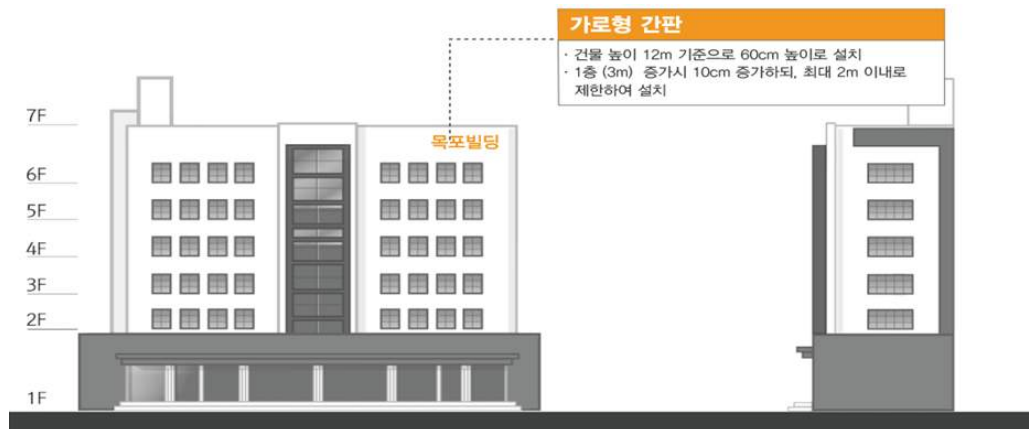 가로형 간판
· 건물 높이 12m 기준으로 60cm 높이로 설치
· 1층 (3m) 증가시 10cm 증가하되, 최대 2m 이내로
제한하여 설치
7F
목포빌딩
6F
5F
4F
3F
2F
1F